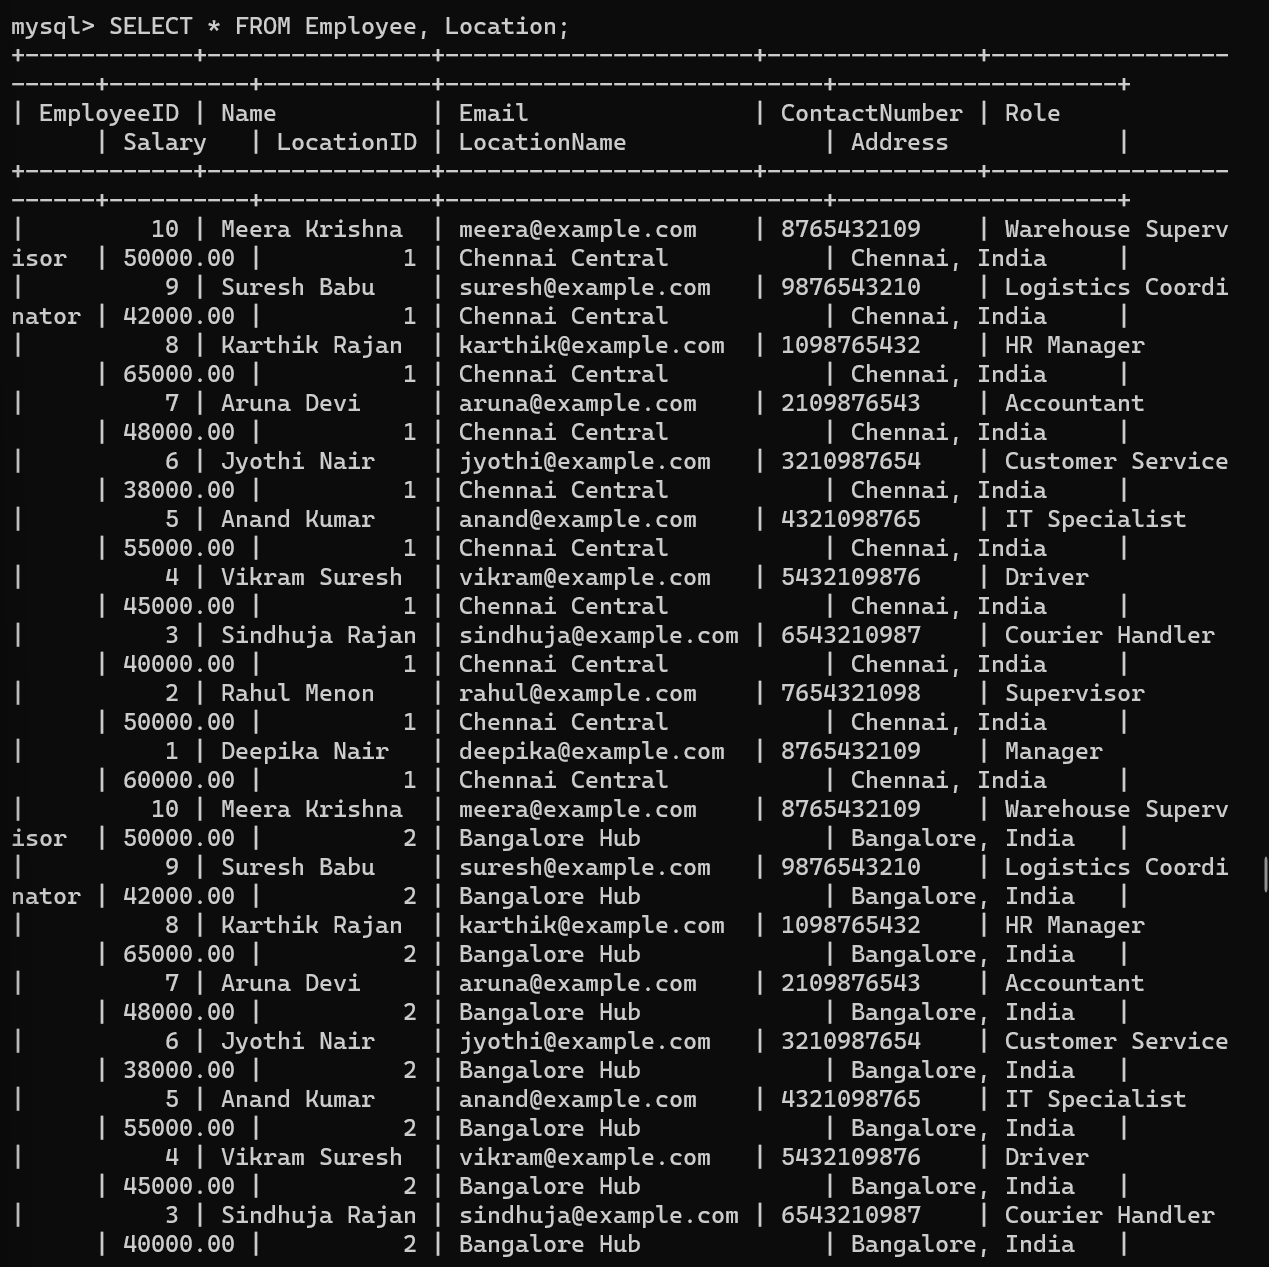 mysql> SELECT * FROM Employee, Location;
+------------+----------------+----------------------+---------------+-----------------
------+----------+------------+---------------------------+--------------------+
| EmployeeID | Name           | Email                | ContactNumber | Role
      | Salary   | LocationID | LocationName              | Address            |
+------------+----------------+----------------------+---------------+-----------------
------+----------+------------+---------------------------+--------------------+
|         10 | Meera Krishna  | meera@example.com    | 8765432109    | Warehouse Superv
isor  | 50000.00 |          1 | Chennai Central           | Chennai, India     |
|          9 | Suresh Babu    | suresh@example.com   | 9876543210    | Logistics Coordi
nator | 42000.00 |          1 | Chennai Central           | Chennai, India     |
|          8 | Karthik Rajan  | karthik@example.com  | 1098765432    | HR Manager
      | 65000.00 |          1 | Chennai Central           | Chennai, India     |
|          7 | Aruna Devi     | aruna@example.com    | 2109876543    | Accountant
      | 48000.00 |          1 | Chennai Central           | Chennai, India     |
|          6 | Jyothi Nair    | jyothi@example.com   | 3210987654    | Customer Service
      | 38000.00 |          1 | Chennai Central           | Chennai, India     |
|          5 | Anand Kumar    | anand@example.com    | 4321098765    | IT Specialist
      | 55000.00 |          1 | Chennai Central           | Chennai, India     |
|          4 | Vikram Suresh  | vikram@example.com   | 5432109876    | Driver
      | 45000.00 |          1 | Chennai Central           | Chennai, India     |
|          3 | Sindhuja Rajan | sindhuja@example.com | 6543210987    | Courier Handler
      | 40000.00 |          1 | Chennai Central           | Chennai, India     |
|          2 | Rahul Menon    | rahul@example.com    | 7654321098    | Supervisor
      | 50000.00 |          1 | Chennai Central           | Chennai, India     |
|          1 | Deepika Nair   | deepika@example.com  | 8765432109    | Manager
      | 60000.00 |          1 | Chennai Central           | Chennai, India     |
|         10 | Meera Krishna  | meera@example.com    | 8765432109    | Warehouse Superv
isor  | 50000.00 |          2 | Bangalore Hub             | Bangalore, India   |
|          9 | Suresh Babu    | suresh@example.com   | 9876543210    | Logistics Coordi
nator | 42000.00 |          2 | Bangalore Hub             | Bangalore, India   |
|          8 | Karthik Rajan  | karthik@example.com  | 1098765432    | HR Manager
      | 65000.00 |          2 | Bangalore Hub             | Bangalore, India   |
|          7 | Aruna Devi     | aruna@example.com    | 2109876543    | Accountant
      | 48000.00 |          2 | Bangalore Hub             | Bangalore, India   |
|          6 | Jyothi Nair    | jyothi@example.com   | 3210987654    | Customer Service
      | 38000.00 |          2 | Bangalore Hub             | Bangalore, India   |
|          5 | Anand Kumar    | anand@example.com    | 4321098765    | IT Specialist
      | 55000.00 |          2 | Bangalore Hub             | Bangalore, India   |
|          4 | Vikram Suresh  | vikram@example.com   | 5432109876    | Driver
      | 45000.00 |          2 | Bangalore Hub             | Bangalore, India   |
|          3 | Sindhuja Rajan | sindhuja@example.com | 6543210987    | Courier Handler
      | 40000.00 |          2 | Bangalore Hub             | Bangalore, India   |